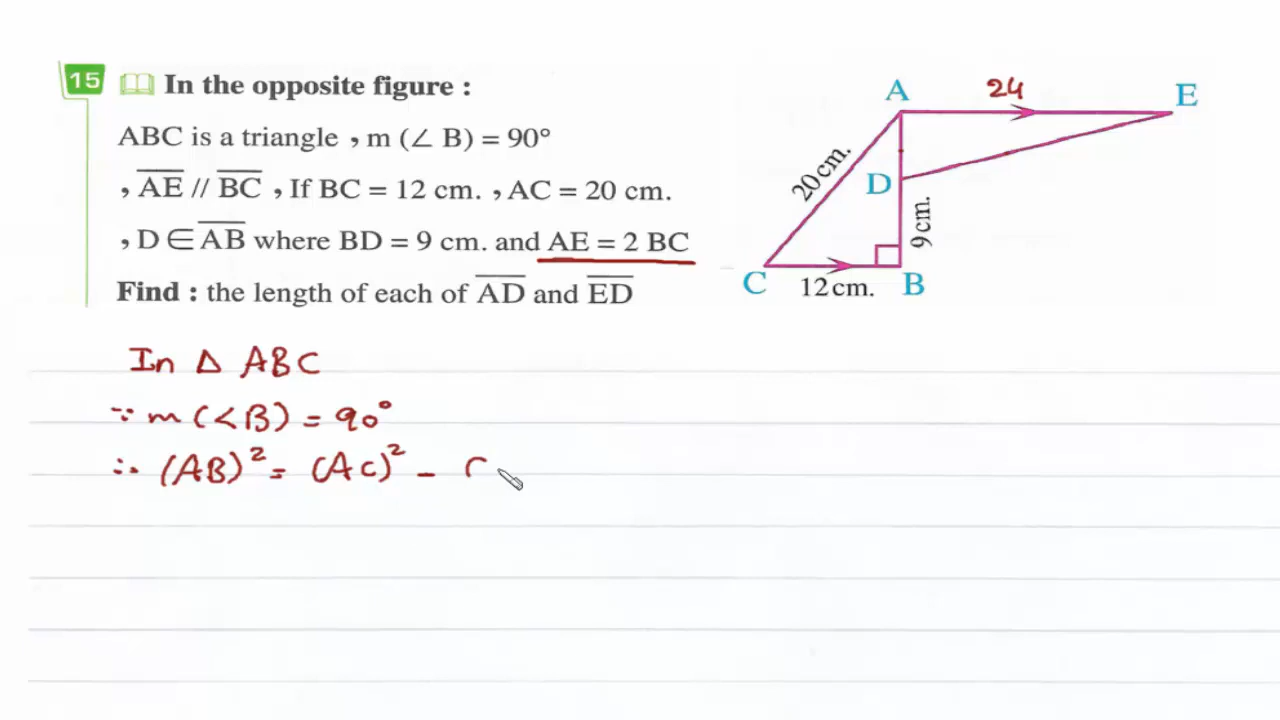 15 In the opposite figure :
ABC is a triangle , m (∠ B) = 90°
, AE // BC , If BC = 12 cm. , AC = 20 cm.
, D ∈ AB where BD = 9 cm. and AE = 2 BC
Find : the length of each of AD and ED
A
24
E
20 cm.
D
9 cm.
C
12 cm.
B
In Δ ABC
∵ m (<B) = 90°
∴ (AB)² = (AC)² - (